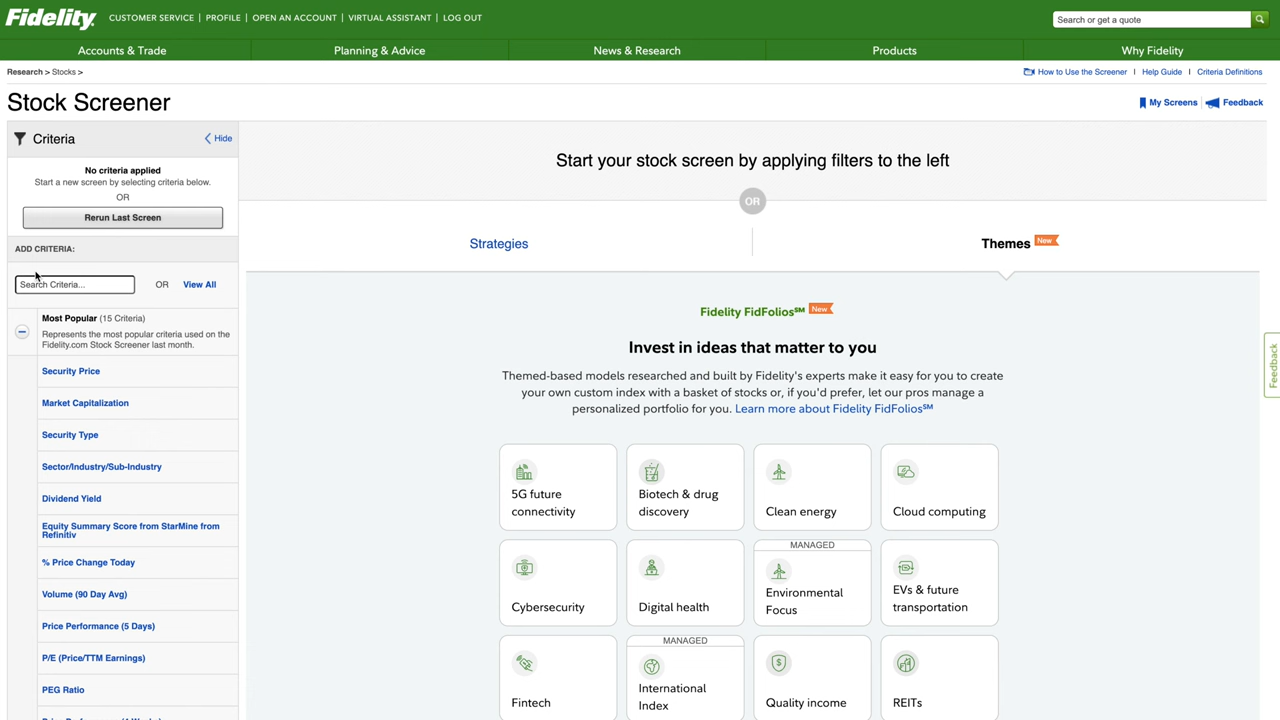 Fidelity
CUSTOMER SERVICE | PROFILE | OPEN AN ACCOUNT | VIRTUAL ASSISTANT | LOG OUT
Search or get a quote
Accounts & Trade
Planning & Advice
News & Research
Products
Why Fidelity
Research > Stocks >
How to Use the Screener | Help Guide | Criteria Definitions
Stock Screener
My Screens
Feedback
Criteria
Hide
No criteria applied
Start a new screen by selecting criteria below.
OR
Rerun Last Screen
ADD CRITERIA:
Search Criteria...
OR
View All
Most Popular (15 Criteria)
Represents the most popular criteria used on the
Fidelity.com Stock Screener last month.
Security Price
Market Capitalization
Security Type
Sector/Industry/Sub-Industry
Dividend Yield
Equity Summary Score from StarMine from
Refinitiv
% Price Change Today
Volume (90 Day Avg)
Price Performance (5 Days)
P/E (Price/TTM Earnings)
PEG Ratio
Start your stock screen by applying filters to the left
OR
Strategies
Themes New
Fidelity FidFolios℠ New
Invest in ideas that matter to you
Themed-based models researched and built by Fidelity's experts make it easy for you to create
your own custom index with a basket of stocks or, if you'd prefer, let our pros manage a
personalized portfolio for you. Learn more about Fidelity FidFolios℠
5G future
connectivity
Biotech & drug
discovery
Clean energy
Cloud computing
Cybersecurity
Digital health
MANAGED
Environmental
Focus
EVs & future
transportation
Fintech
MANAGED
International
Index
Quality income
REITs
Feedback